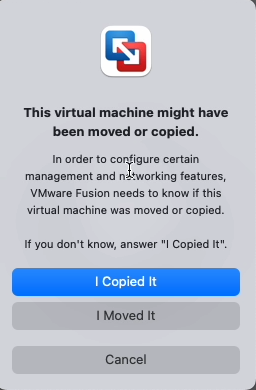 This virtual machine might have
been moved or copied.
In order to configure certain
management and networking features,
VMware Fusion needs to know if this
virtual machine was moved or copied.
If you don't know, answer "I Copied It".
I Copied It
I Moved It
Cancel